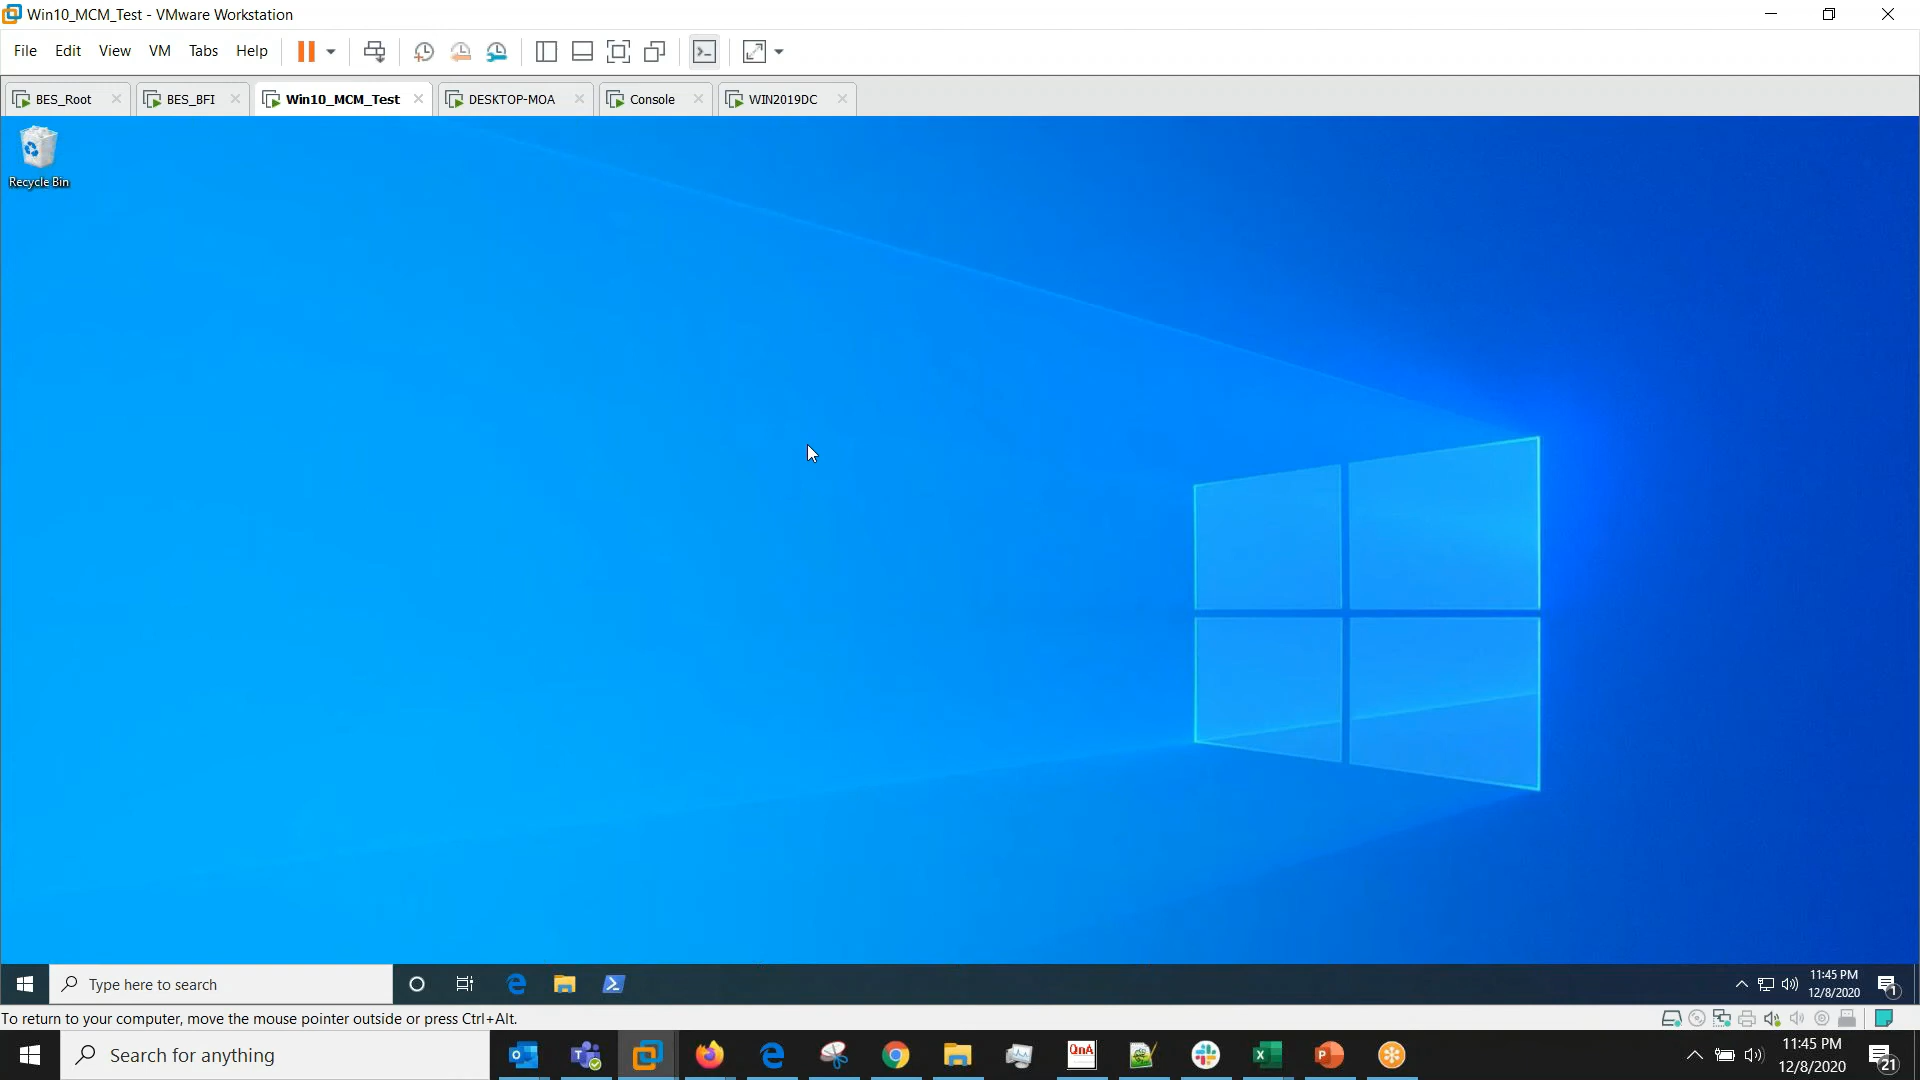 Win10_MCM_Test - VMware Workstation
File Edit View VM Tabs Help
BES_Root BES_BFI Win10_MCM_Test DESKTOP-MOA Console WIN2019DC
Recycle Bin
Type here to search
11:45 PM
12/8/2020
1
To return to your computer, move the mouse pointer outside or press Ctrl+Alt.
Search for anything
QnA
11:45 PM
12/8/2020
21